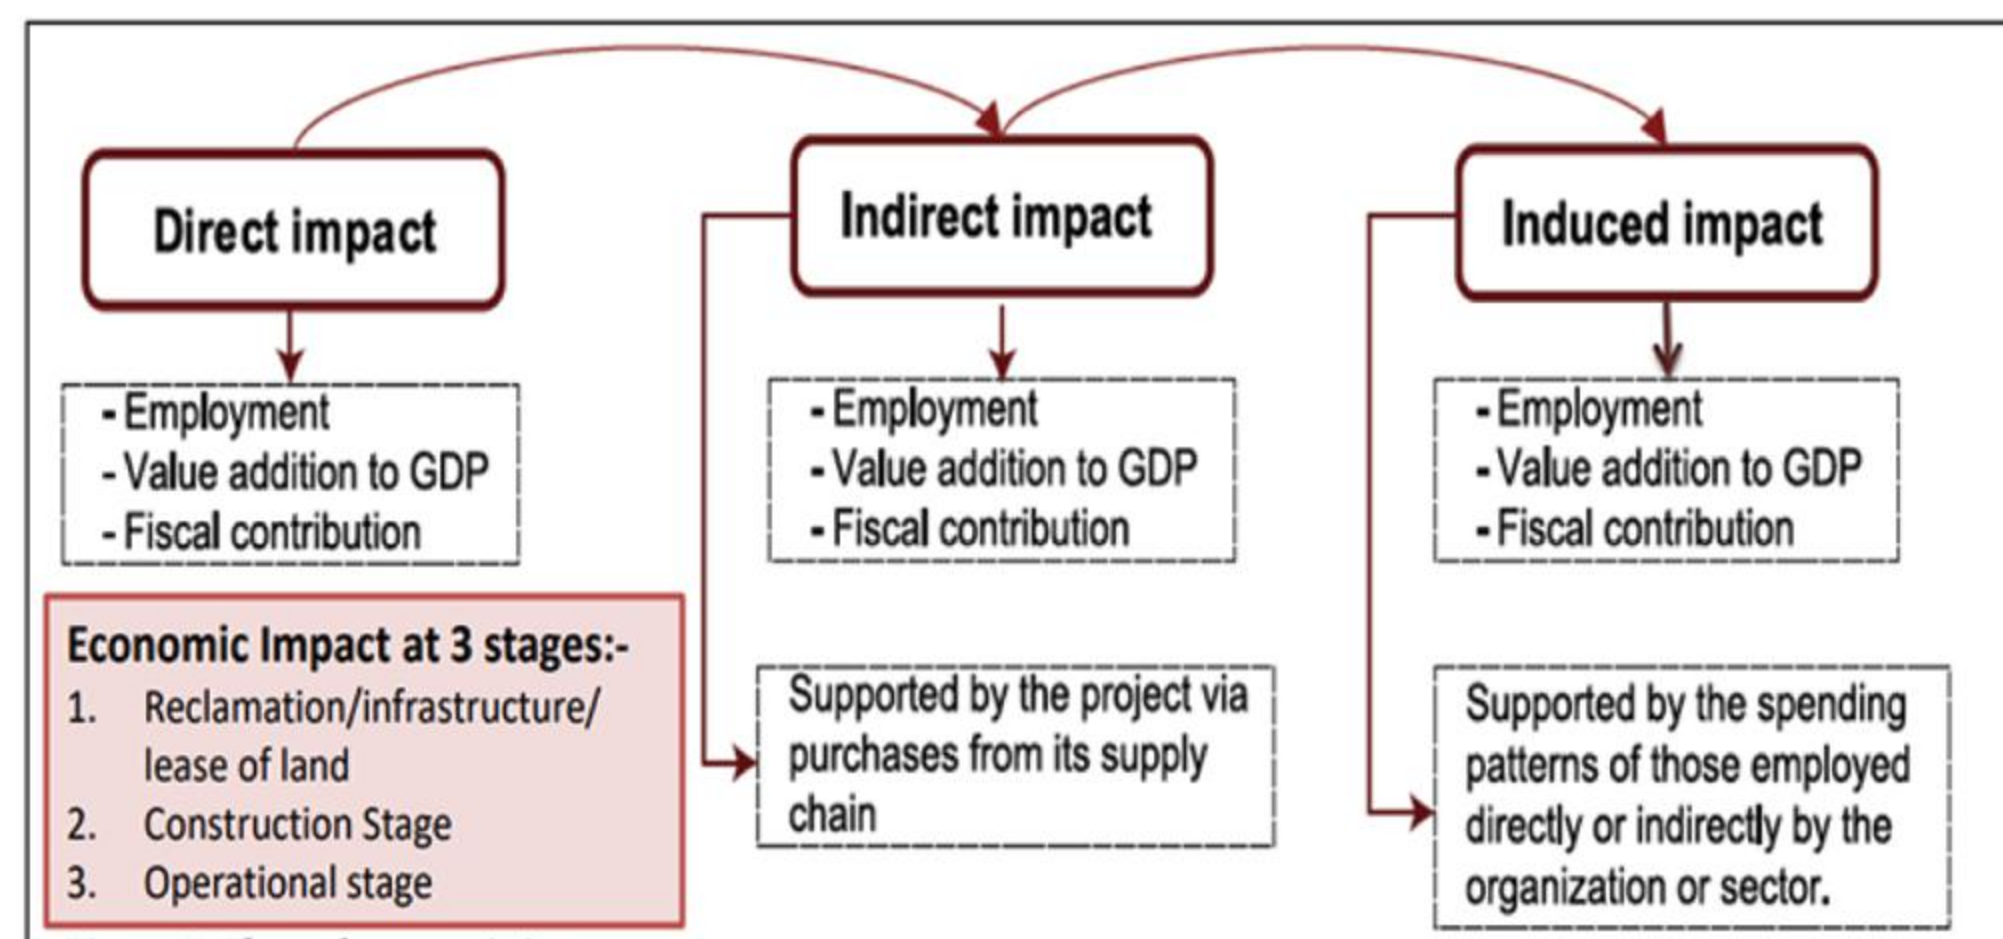 Direct impact
Indirect impact
Induced impact
- Employment
- Value addition to GDP
- Fiscal contribution
- Employment
- Value addition to GDP
- Fiscal contribution
- Employment
- Value addition to GDP
- Fiscal contribution
Economic Impact at 3 stages:-
1. Reclamation/infrastructure/
lease of land
2. Construction Stage
3. Operational stage
Supported by the project via
purchases from its supply
chain
Supported by the spending
patterns of those employed
directly or indirectly by the
organization or sector.